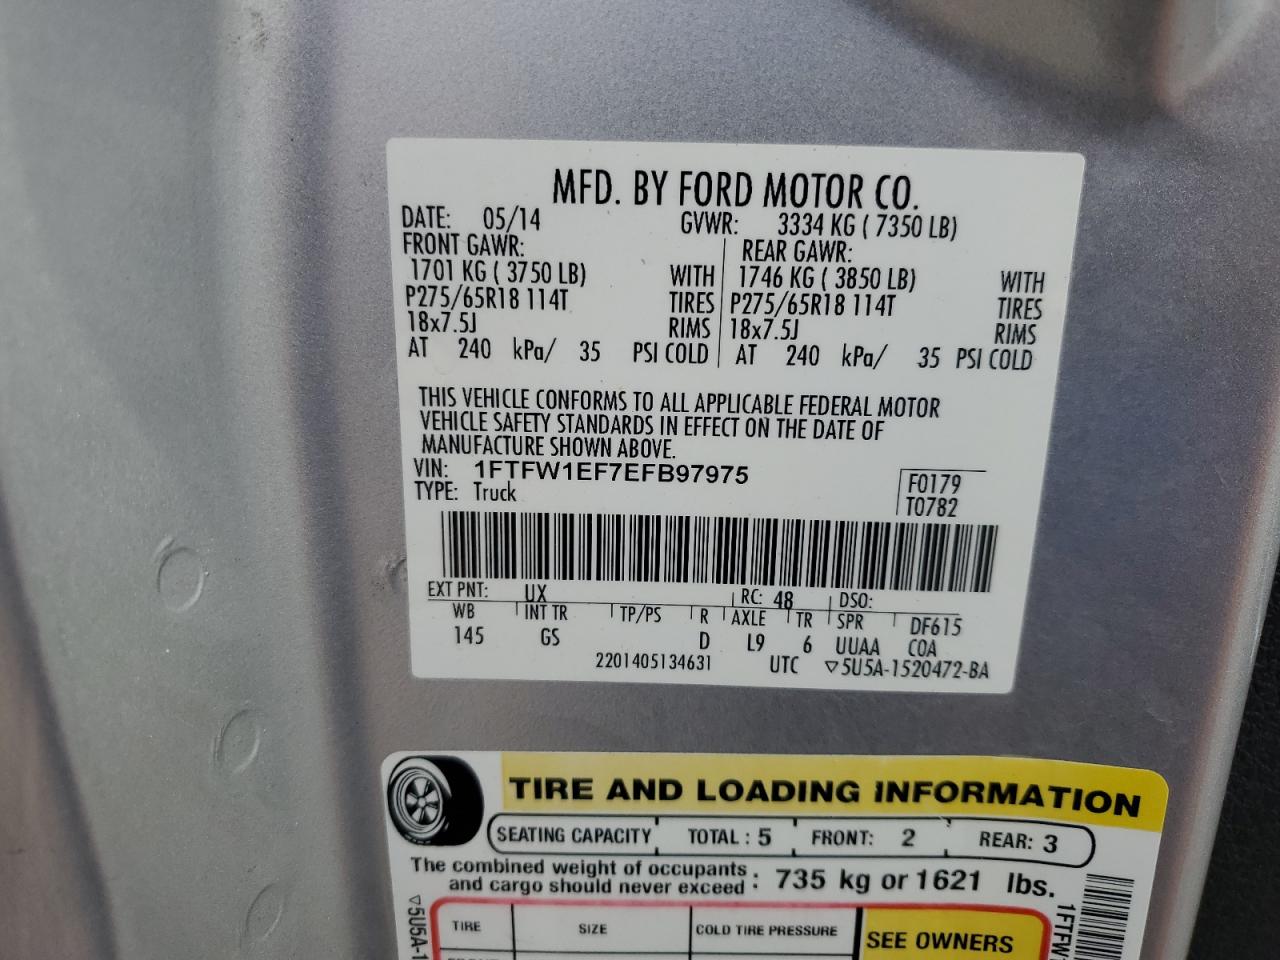 MFD. BY FORD MOTOR CO.
DATE: 05/14 GVWR: 3334 KG ( 7350 LB)
FRONT GAWR: REAR GAWR:
1701 KG ( 3750 LB) WITH 1746 KG ( 3850 LB) WITH
P275/65R18 114T TIRES P275/65R18 114T TIRES
18x7.5J RIMS 18x7.5J RIMS
AT 240 kPa/ 35 PSI COLD AT 240 kPa/ 35 PSI COLD
THIS VEHICLE CONFORMS TO ALL APPLICABLE FEDERAL MOTOR
VEHICLE SAFETY STANDARDS IN EFFECT ON THE DATE OF
MANUFACTURE SHOWN ABOVE.
VIN: 1FTFW1EF7EFB97975
TYPE: Truck
F0179
T0782
EXT PNT: UX RC: 48 DSO:
WB INT TR TP/PS R AXLE TR SPR DF615
145 GS D L9 6 UUAA COA
2201405134631 UTC ▽5U5A-1520472-BA
TIRE AND LOADING INFORMATION
SEATING CAPACITY TOTAL : 5 FRONT: 2 REAR: 3
The combined weight of occupants
and cargo should never exceed : 735 kg or 1621 lbs.
TIRE SIZE COLD TIRE PRESSURE SEE OWNERS
▽5U5A-1
1FTFW